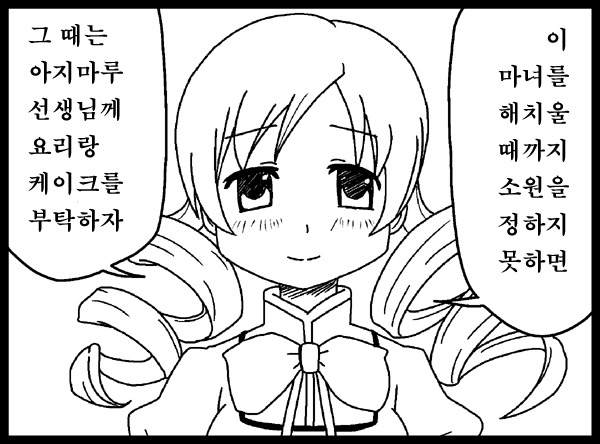 이
마녀를
해치울
때까지
소원을
정하지
못하면
그 때는
아지마루
선생님께
요리랑
케이크를
부탁하자